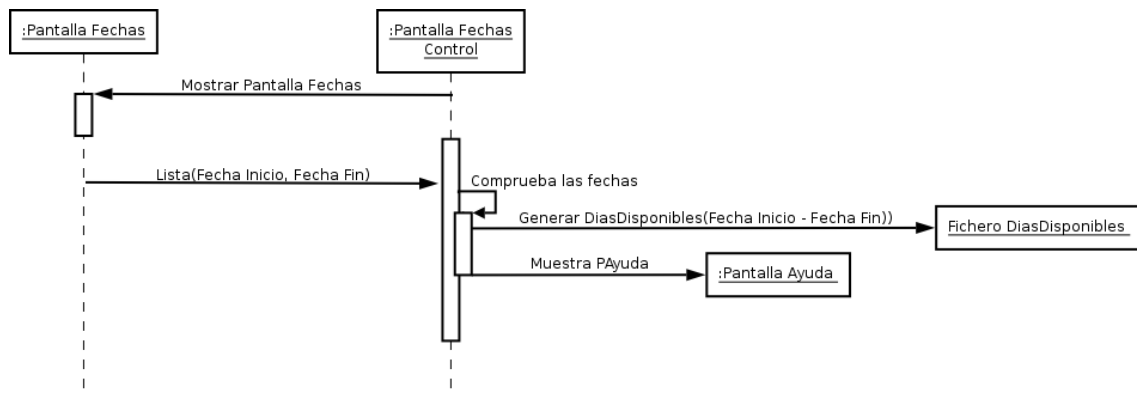 :Pantalla Fechas
:Pantalla Fechas
Control
Mostrar Pantalla Fechas
Lista(Fecha Inicio, Fecha Fin)
Comprueba las fechas
Generar DiasDisponibles(Fecha Inicio - Fecha Fin))
Fichero DiasDisponibles
Muestra PAyuda
:Pantalla Ayuda